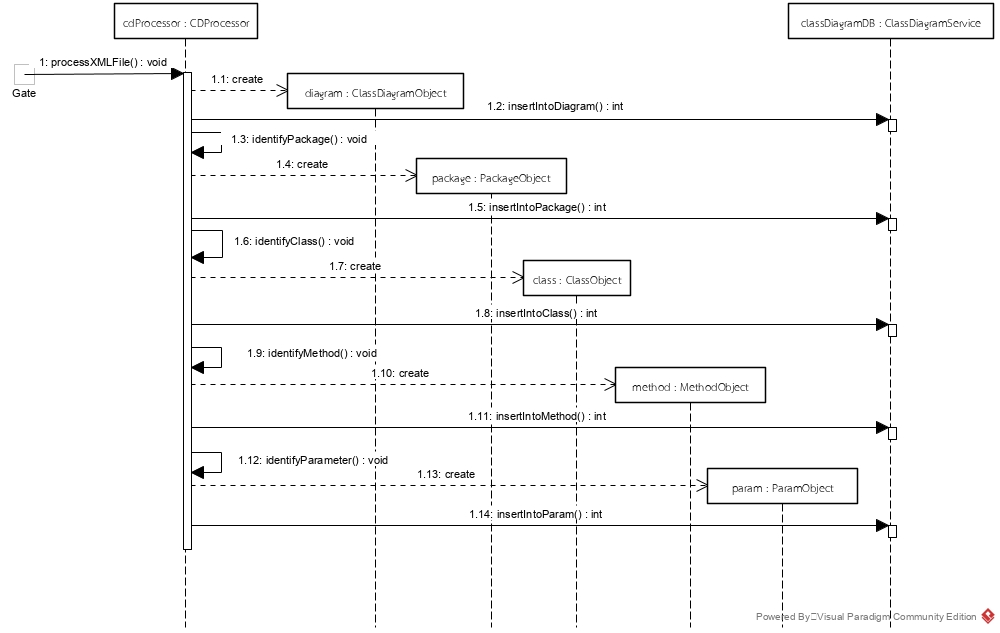 cdProcessor : CDProcessor
classDiagramDB : ClassDiagramService
1: processXMLFile() : void
Gate
1.1: create
diagram : ClassDiagramObject
1.2: insertIntoDiagram() : int
1.3: identifyPackage() : void
1.4: create
package : PackageObject
1.5: insertIntoPackage() : int
1.6: identifyClass() : void
1.7: create
class : ClassObject
1.8: insertIntoClass() : int
1.9: identifyMethod() : void
1.10: create
method : MethodObject
1.11: insertIntoMethod() : int
1.12: identifyParameter() : void
1.13: create
param : ParamObject
1.14: insertIntoParam() : int
Powered By Visual Paradigm Community Edition